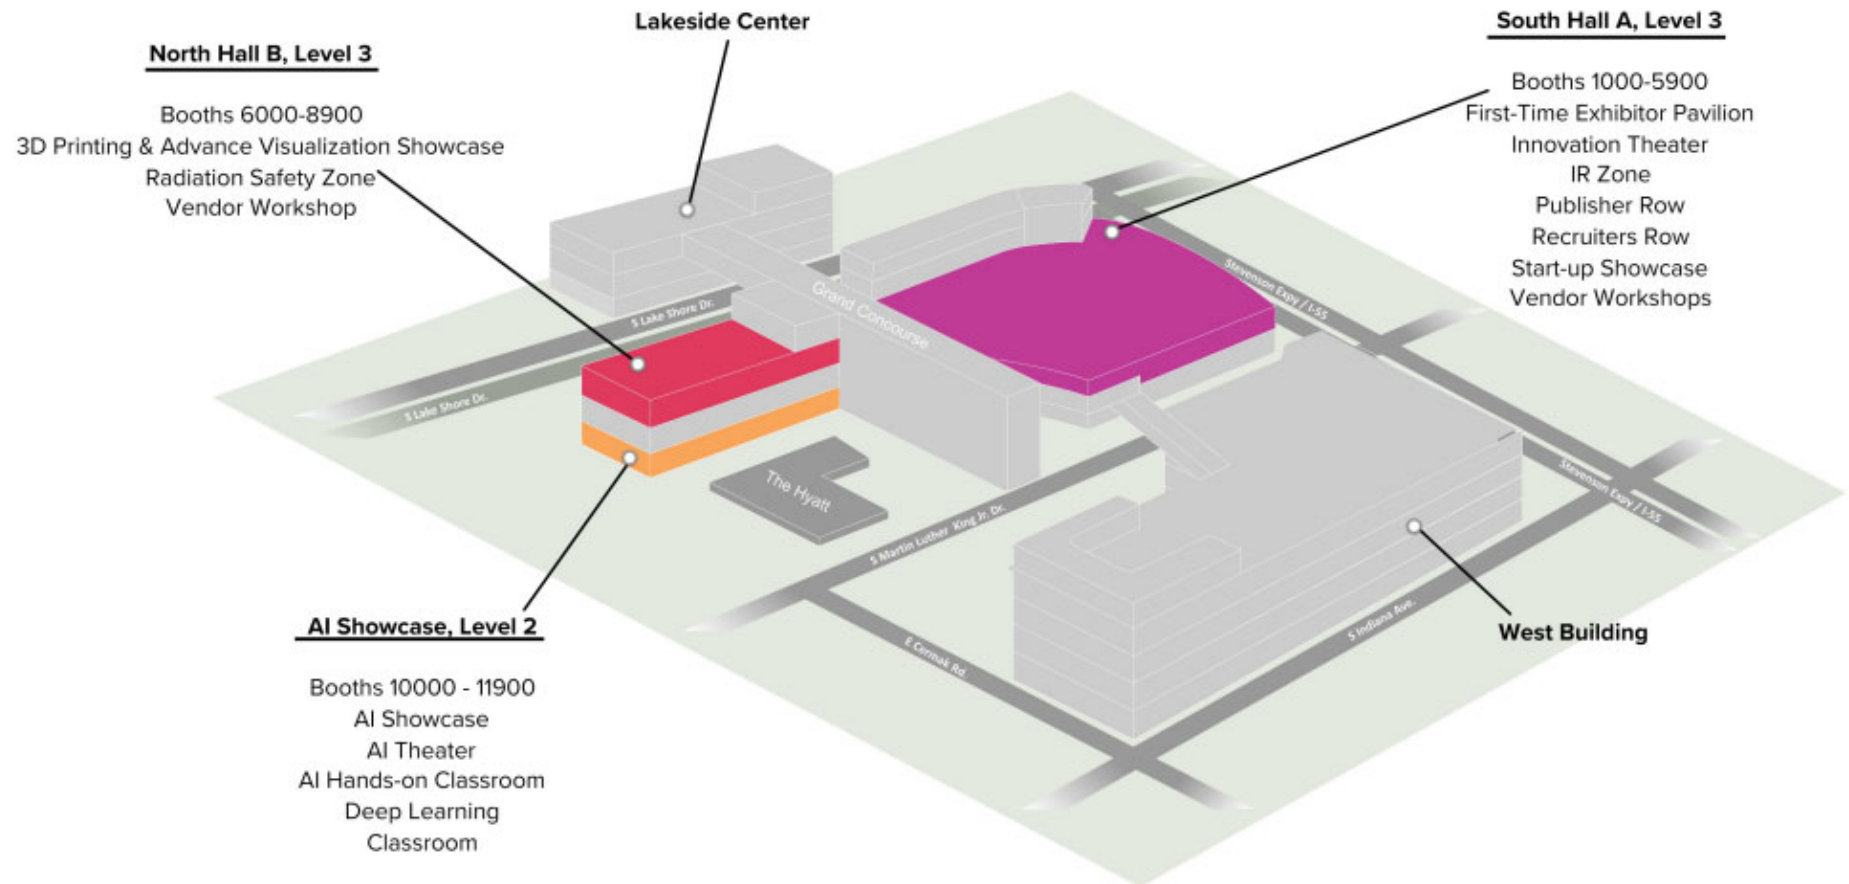 Lakeside Center
North Hall B, Level 3
Booths 6000-8900
3D Printing & Advance Visualization Showcase
Radiation Safety Zone
Vendor Workshop
South Hall A, Level 3
Booths 1000-5900
First-Time Exhibitor Pavilion
Innovation Theater
IR Zone
Publisher Row
Recruiters Row
Start-up Showcase
Vendor Workshops
Grand Concourse
S Lake Shore Dr.
S Lake Shore Dr.
Stevenson Expy / I-55
Stevenson Expy / I-55
The Hyatt
S Martin Luther King Jr. Dr.
E Cermak Rd.
S Indiana Ave.
West Building
AI Showcase, Level 2
Booths 10000 - 11900
AI Showcase
AI Theater
AI Hands-on Classroom
Deep Learning
Classroom